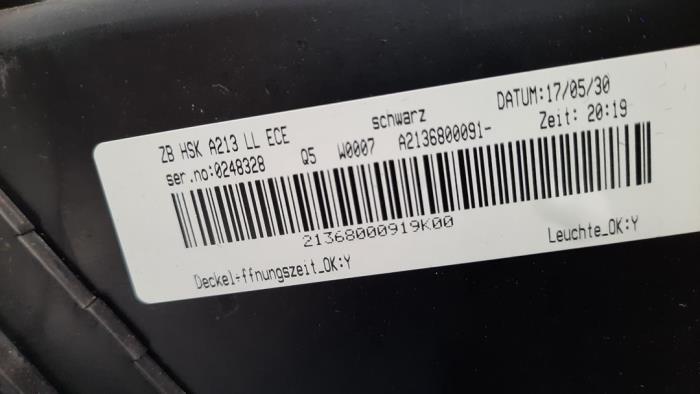 ZB HSK A213 LL ECE schwarz DATUM:17/05/30
ser.no:0248328 Q5 W0007 A2136800091- Zeit: 20:19
21368000919K00
Deckel÷ffnungszeit_OK:Y Leuchte_OK:Y